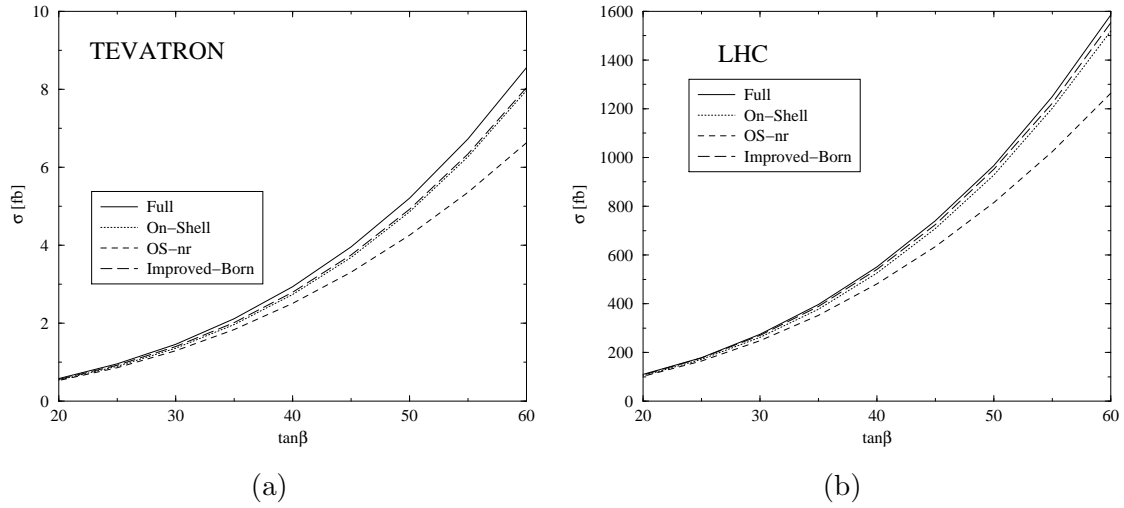 TEVATRON
σ [fb]
10
8
6
4
2
0
Full
On−Shell
OS−nr
Improved−Born
20 30 40 50 60
tanβ
(a)
LHC
σ [fb]
1600
1400
1200
1000
800
600
400
200
0
Full
On−Shell
OS−nr
Improved−Born
20 30 40 50 60
tanβ
(b)